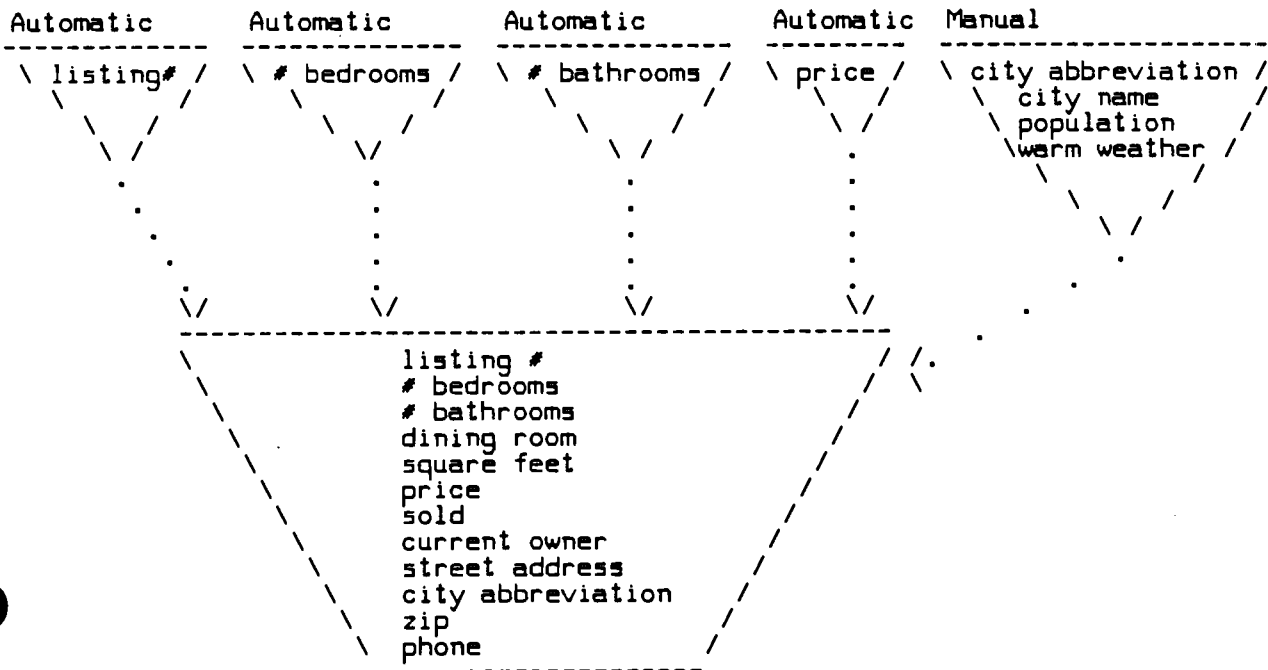 Automatic Automatic Automatic Automatic Manual
listing# # bedrooms # bathrooms price city abbreviation
city name
population
warm weather
listing #
# bedrooms
# bathrooms
dining room
square feet
price
sold
current owner
street address
city abbreviation
zip
phone